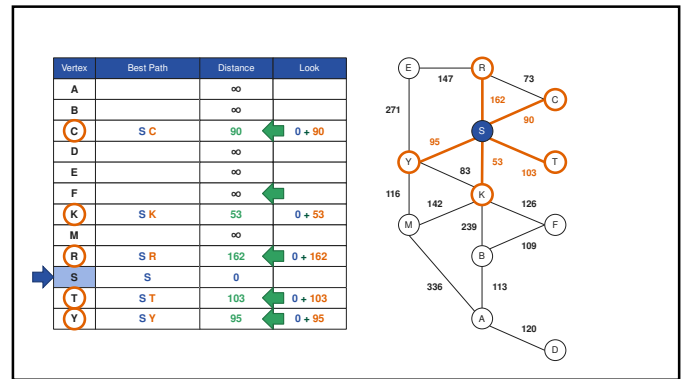 Vertex Best Path Distance Look
A ∞
B ∞
C S C 90 0 + 90
D ∞
E ∞
F ∞
K S K 53 0 + 53
M ∞
R S R 162 0 + 162
S S 0
T S T 103 0 + 103
Y S Y 95 0 + 95
E R
147 73
C
162
90
271
S
95
53
Y T
83 103
K
116 142 126
M F
239
109
B
336 113
A
120
D